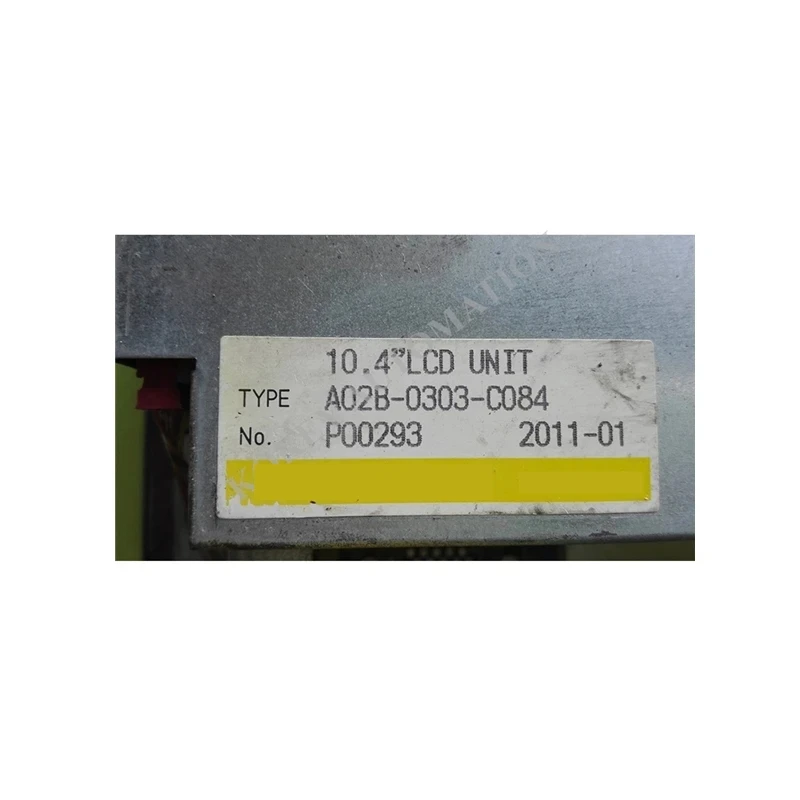 10.4"LCD UNIT
TYPE A02B-0303-C084
No. P00293 2011-01